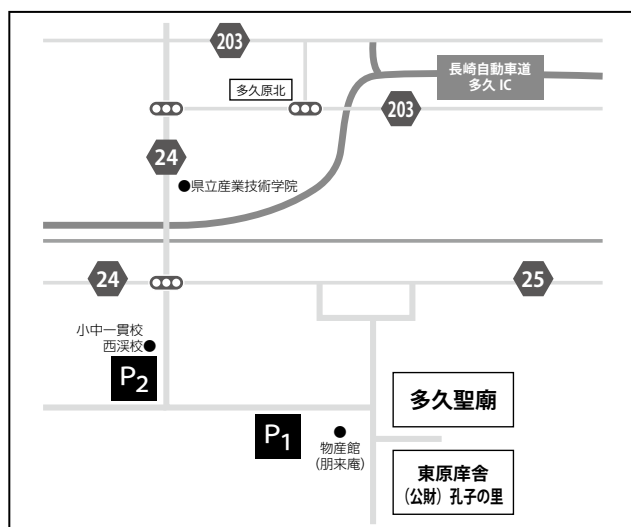 203
長崎自動車道
多久 IC
多久原北
203
24
県立産業技術学院
24
25
小中一貫校
西渓校
P2
多久聖廟
P1
物産館
(朋来庵)
東原庠舎
(公財) 孔子の里